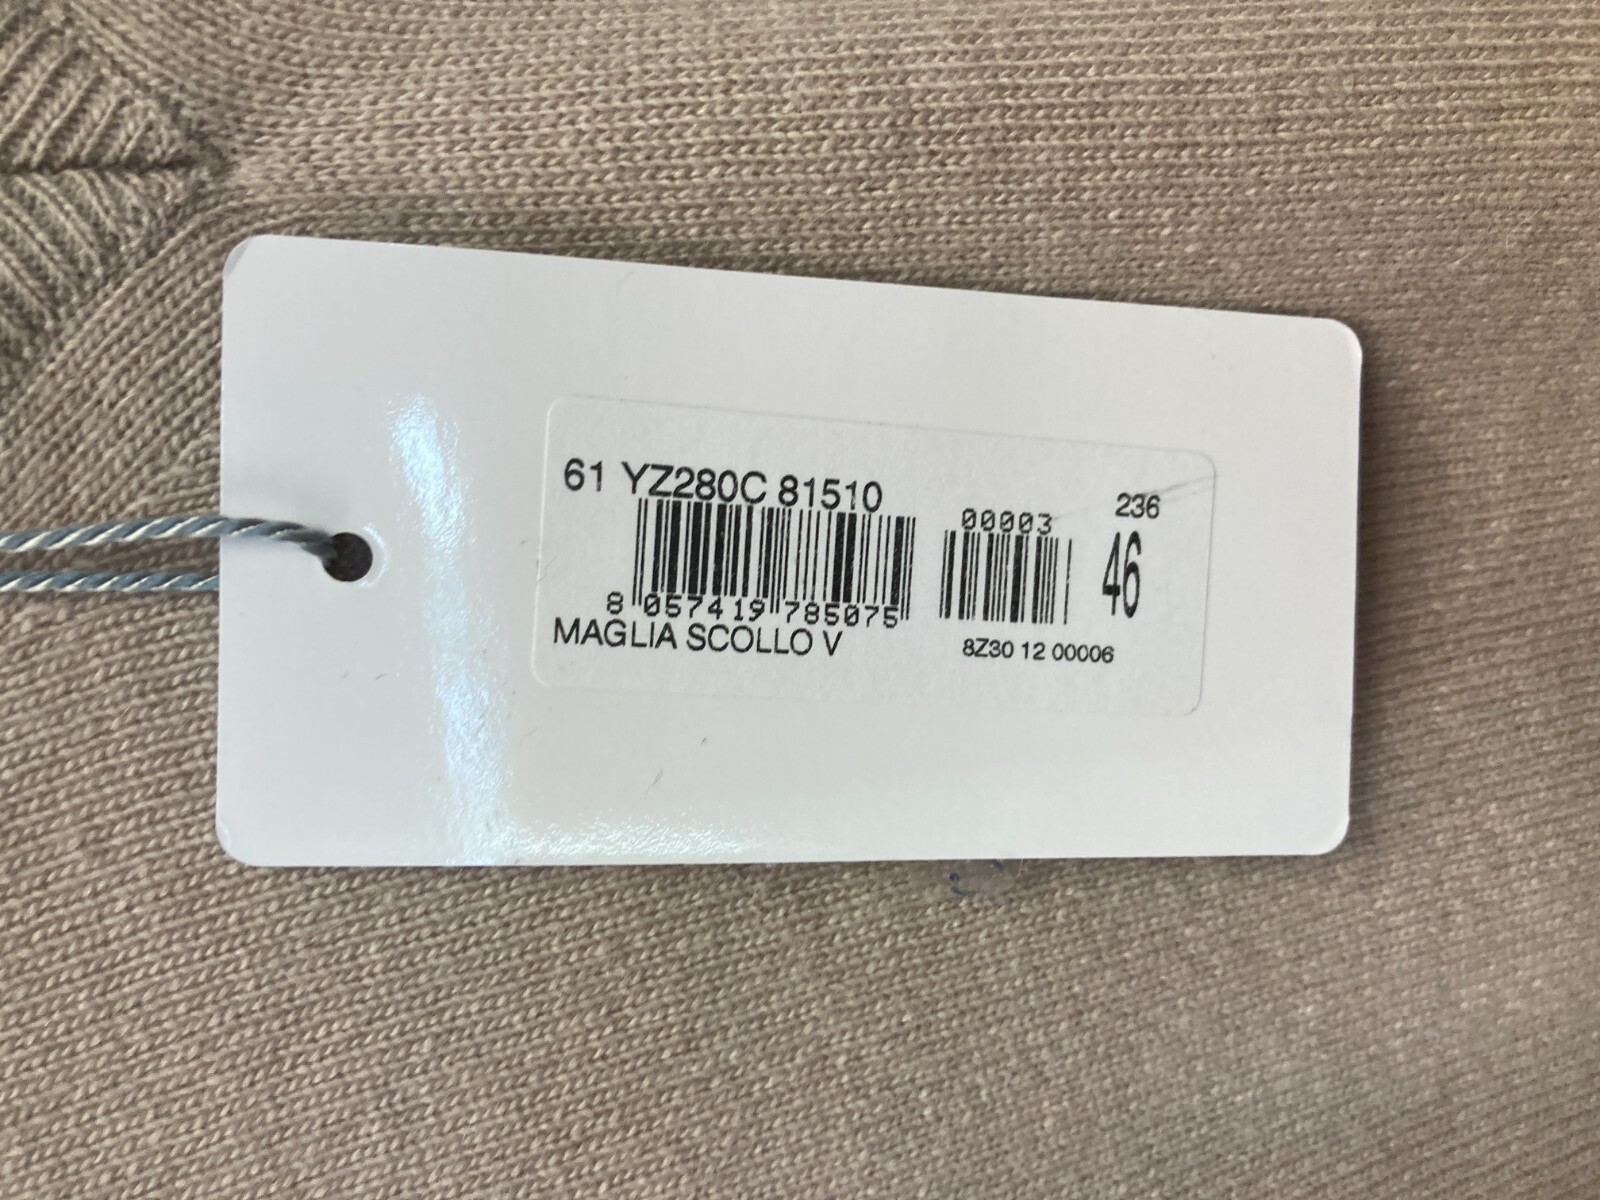 61 YZ280C 81510
236
00003
46
8 057419 785075
MAGLIA SCOLLO V
8Z30 12 00006